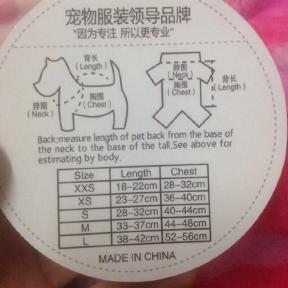 宠物服装领导品牌
"因为专注 所以更专业"
背长
(Length)
脖围
(Neck)
胸围
(Chest)
背长
(Length)
脖围
(Neck)
胸围
(Chest)
Back:measure length of pet back from the base of
the neck to the base of the tall,See above for
estimating by body.
Size Length Chest
XXS 18-22cm 28-32cm
XS 23-27cm 36-40cm
S 28-32cm 40-44cm
M 33-37cm 44-48cm
L 38-42cm 52-56cm
MADE IN CHINA